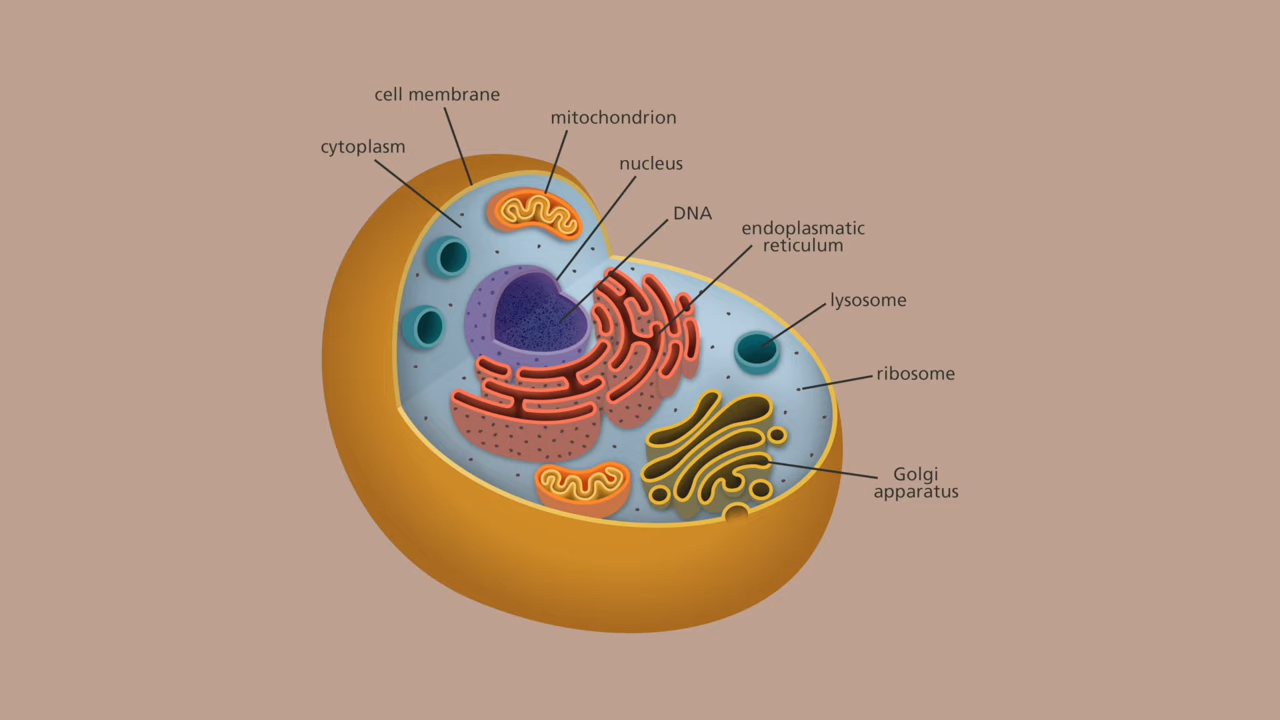 cell membrane
mitochondrion
cytoplasm
nucleus
DNA
endoplasmatic
reticulum
lysosome
ribosome
Golgi
apparatus